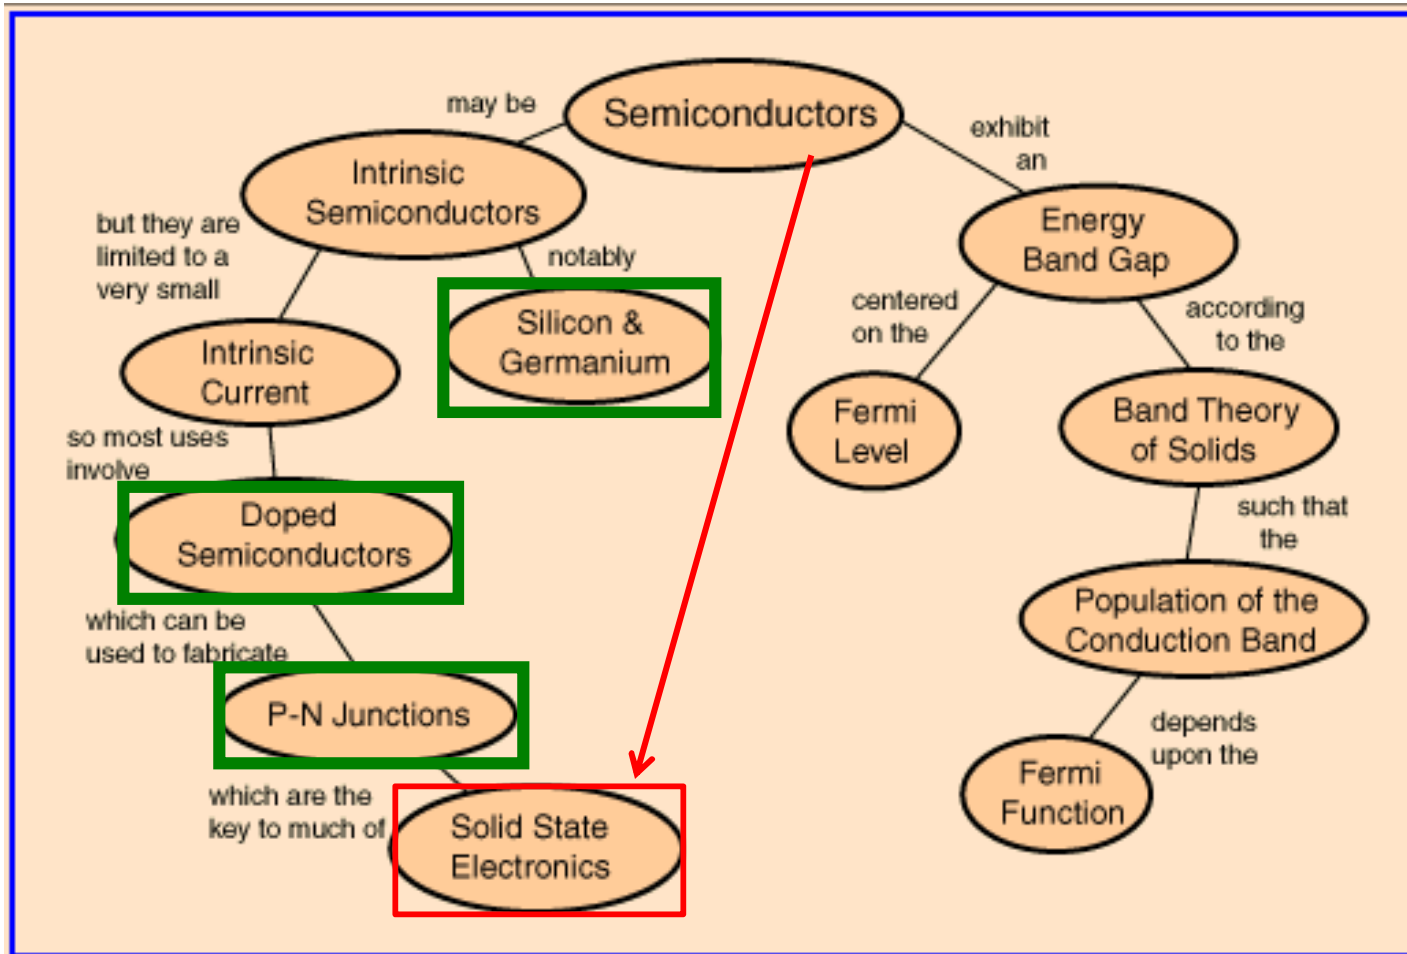 Semiconductors
may be
Intrinsic
Semiconductors
exhibit
an
Energy
Band Gap
but they are
limited to a
very small
notably
Silicon &
Germanium
centered
on the
according
to the
Intrinsic
Current
Fermi
Level
Band Theory
of Solids
so most uses
involve
Doped
Semiconductors
such that
the
which can be
used to fabricate
Population of the
Conduction Band
P-N Junctions
depends
upon the
which are the
key to much of
Solid State
Electronics
Fermi
Function